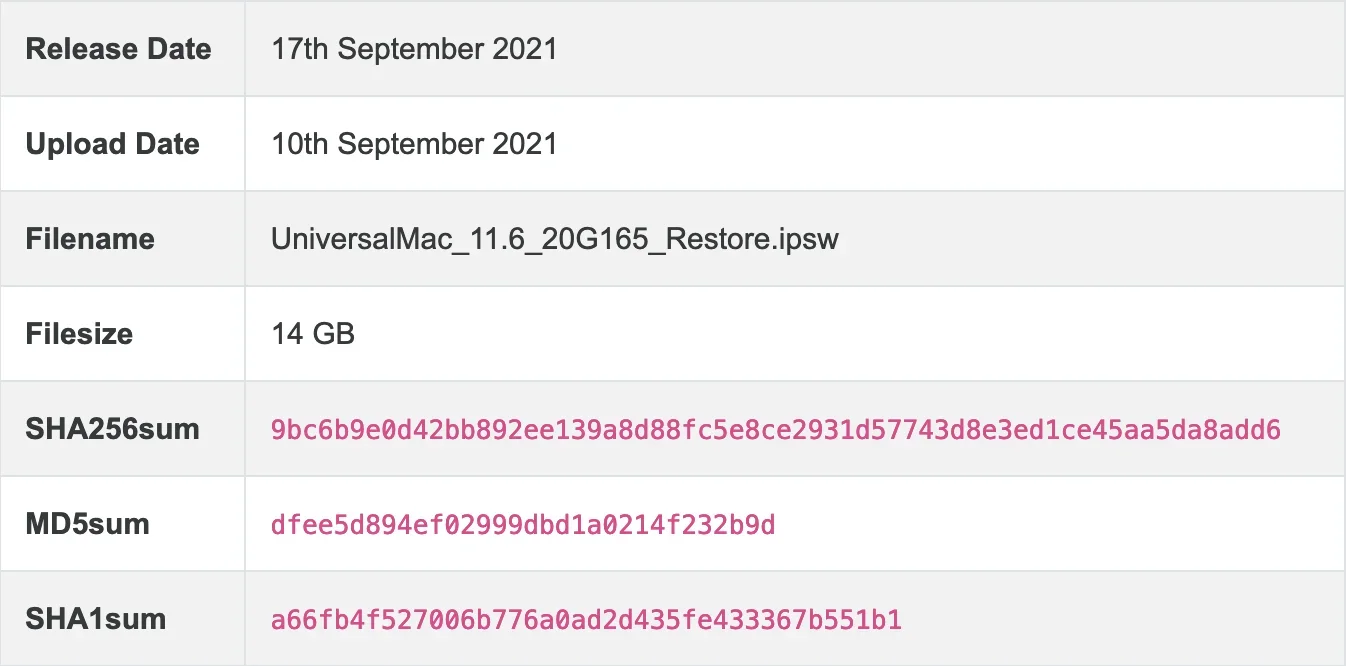 Release Date 17th September 2021
Upload Date 10th September 2021
Filename UniversalMac_11.6_20G165_Restore.ipsw
Filesize 14 GB
SHA256sum 9bc6b9e0d42bb892ee139a8d88fc5e8ce2931d57743d8e3ed1ce45aa5da8add6
MD5sum dfee5d894ef02999dbd1a0214f232b9d
SHA1sum a66fb4f527006b776a0ad2d435fe433367b551b1